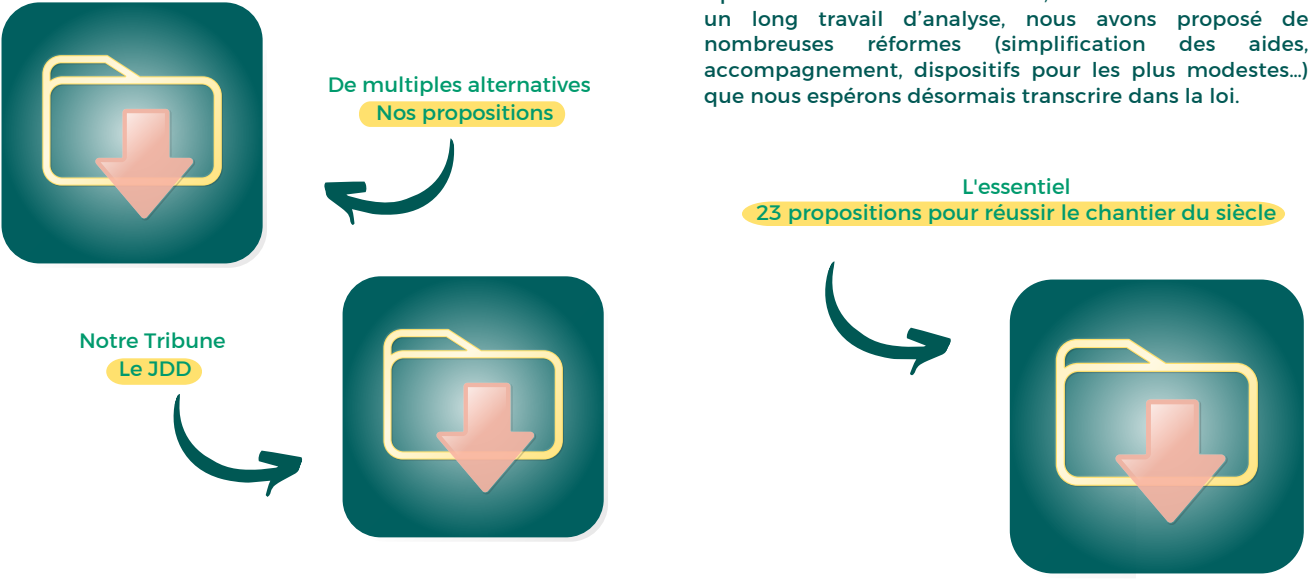 De multiples alternatives
Nos propositions
Notre Tribune
Le JDD
un long travail d’analyse, nous avons proposé de
nombreuses réformes (simplification des aides,
accompagnement, dispositifs pour les plus modestes...)
que nous espérons désormais transcrire dans la loi.
L'essentiel
23 propositions pour réussir le chantier du siècle